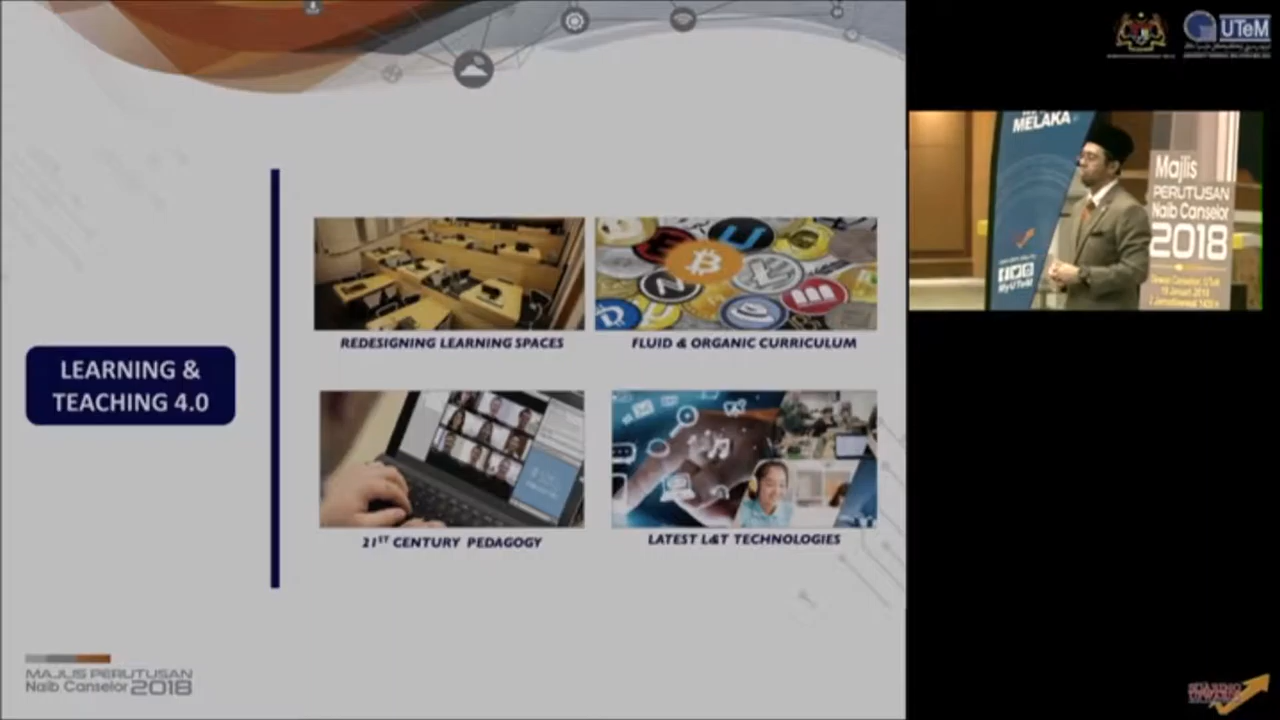 LEARNING &
TEACHING 4.0
REDESIGNING LEARNING SPACES
FLUID & ORGANIC CURRICULUM
21ST CENTURY PEDAGOGY
LATEST L&T TECHNOLOGIES
MAJLIS PERUTUSAN
Naib Canselor 2018
UTeM
MELAKA
MyUTeM
Majlis
PERUTUSAN
Naib Canselor
2018